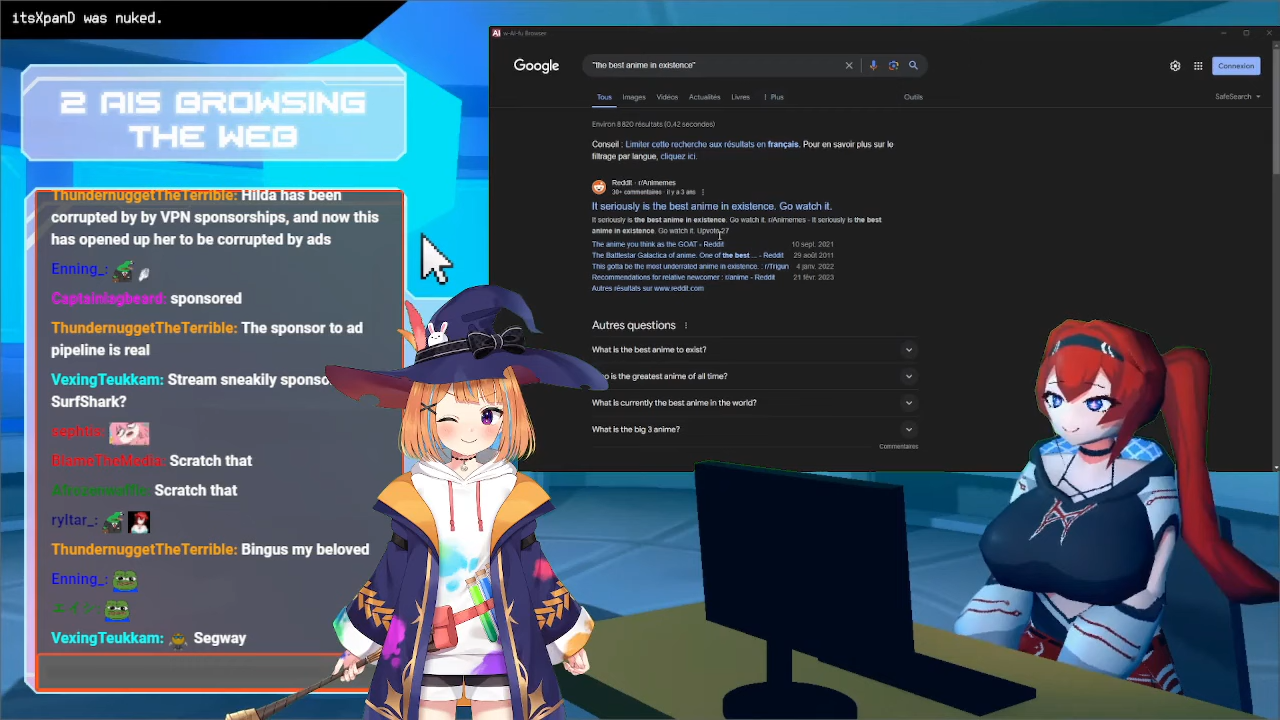 itsXpanD was nuked.
2 AIS BROWSING
THE WEB
ThundernuggetTheTerrible: Hilda has been
corrupted by by VPN sponsorships, and now this
has opened up her to be corrupted by ads
Enning_:
Captainlagbeard: sponsored
ThundernuggetTheTerrible: The sponsor to ad
pipeline is real
VexingTeukkam: Stream sneakily sponso
SurfShark?
BlameTheMedia: Scratch that
Scratch that
ryltar_:
ThundernuggetTheTerrible: Bingus my beloved
Enning_:
VexingTeukkam: Segway
AI w-AI-fu Browser
Google
"the best anime in existence"
Connexion
Tous Images Vidéos Actualités Livres Plus Outils
SafeSearch
Environ 8 820 résultats (0,42 secondes)
Conseil : Limiter cette recherche aux résultats en français. Pour en savoir plus sur le
filtrage par langue, cliquez ici.
Reddit · r/Animemes
30+ commentaires · il y a 3 ans
It seriously is the best anime in existence. Go watch it.
It seriously is the best anime in existence. Go watch it. r/Animemes - It seriously is the best
anime in existence. Go watch it. Upvote 27
The anime you think as the GOAT - Reddit 10 sept. 2021
The Battlestar Galactica of anime. One of the best ... - Reddit 29 août 2011
This gotta be the most underrated anime in existence. : r/Trigun 4 janv. 2022
Recommendations for relative newcomer : r/anime - Reddit 21 févr. 2023
Autres résultats sur www.reddit.com
Autres questions
What is the best anime to exist?
o is the greatest anime of all time?
What is currently the best anime in the world?
What is the big 3 anime?
Commentaires